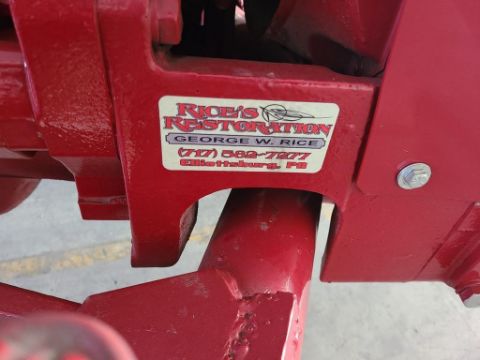 RICE'S
RESTORATION
GEORGE W. RICE
(717) 582-7277
Elliottsburg, PA